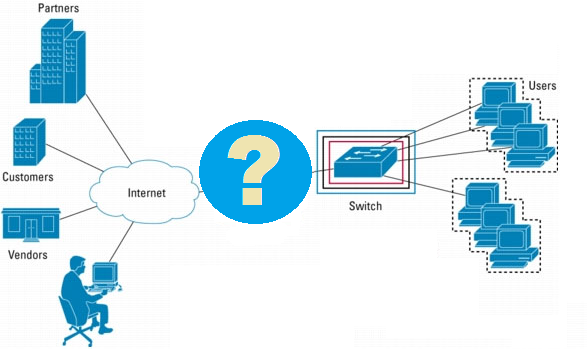 Partners
Users
Customers
Internet
?
Switch
Vendors